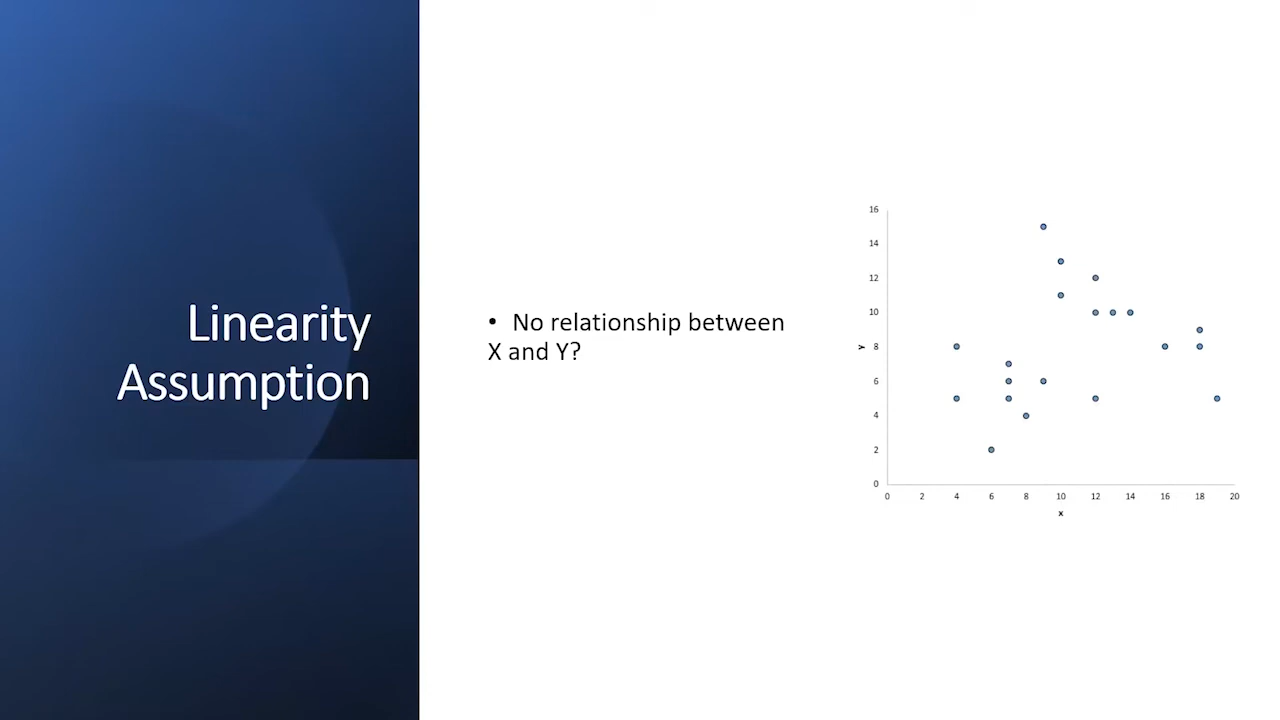 Linearity
Assumption
• No relationship between
X and Y?
16
14
12
10
8
6
4
2
0
Y
0 2 4 6 8 10 12 14 16 18 20
x